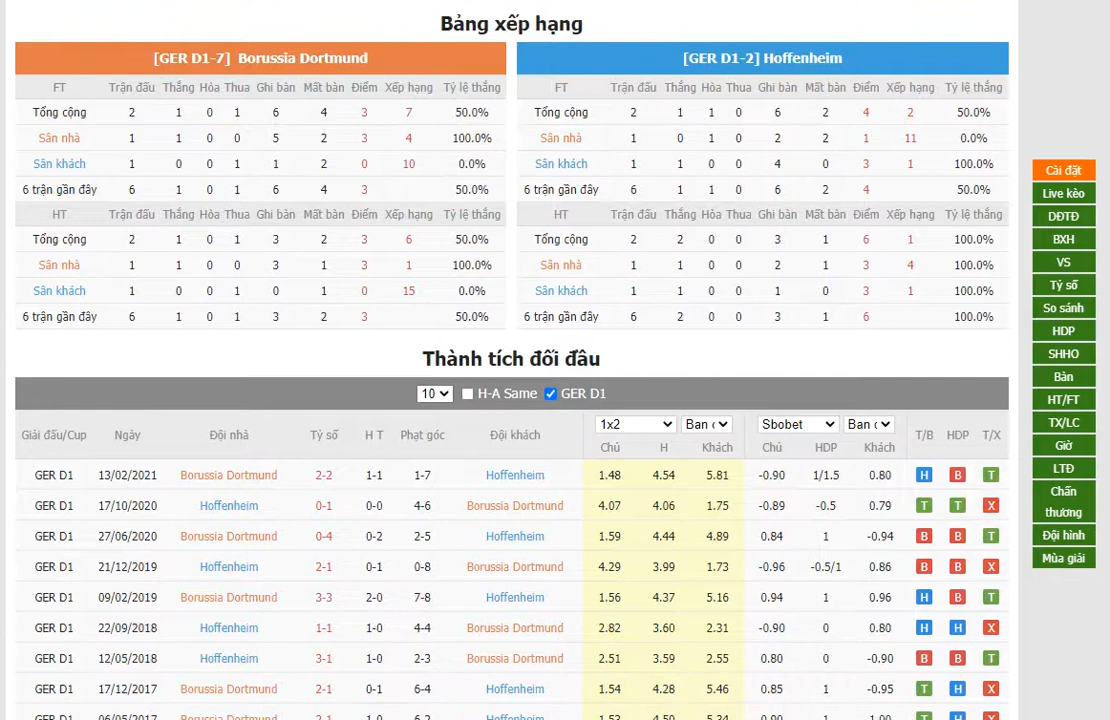 Bảng xếp hạng
[GER D1-7] Borussia Dortmund
FT Trận đấu Thắng Hòa Thua Ghi bàn Mất bàn Điểm Xếp hạng Tỷ lệ thắng
Tổng cộng 2 1 0 1 6 4 3 7 50.0%
Sân nhà 1 1 0 0 5 2 3 4 100.0%
Sân khách 1 0 0 1 1 2 0 10 0.0%
6 trận gần đây 6 1 0 1 6 4 3 50.0%
HT Trận đấu Thắng Hòa Thua Ghi bàn Mất bàn Điểm Xếp hạng Tỷ lệ thắng
Tổng cộng 2 1 0 1 3 2 3 6 50.0%
Sân nhà 1 1 0 0 3 1 3 1 100.0%
Sân khách 1 0 0 1 0 1 0 15 0.0%
6 trận gần đây 6 1 0 1 3 2 3 50.0%
[GER D1-2] Hoffenheim
FT Trận đấu Thắng Hòa Thua Ghi bàn Mất bàn Điểm Xếp hạng Tỷ lệ thắng
Tổng cộng 2 1 1 0 6 2 4 2 50.0%
Sân nhà 1 0 1 0 2 2 1 11 0.0%
Sân khách 1 1 0 0 4 0 3 1 100.0%
6 trận gần đây 6 1 1 0 6 2 4 50.0%
HT Trận đấu Thắng Hòa Thua Ghi bàn Mất bàn Điểm Xếp hạng Tỷ lệ thắng
Tổng cộng 2 2 0 0 3 1 6 1 100.0%
Sân nhà 1 1 0 0 2 1 3 4 100.0%
Sân khách 1 1 0 0 1 0 3 1 100.0%
6 trận gần đây 6 2 0 0 3 1 6 100.0%
Thành tích đối đầu
10 H-A Same GER D1
1x2 Ban Sbobet Ban
Giải đấu/Cup Ngày Đội nhà Tỷ số H T Phạt góc Đội khách Chủ H Khách Chủ HDP Khách T/B HDP T/X
GER D1 13/02/2021 Borussia Dortmund 2-2 1-1 1-7 Hoffenheim 1.48 4.54 5.81 -0.90 1/1.5 0.80 H B T
GER D1 17/10/2020 Hoffenheim 0-1 0-0 4-6 Borussia Dortmund 4.07 4.06 1.75 -0.89 -0.5 0.79 T T X
GER D1 27/06/2020 Borussia Dortmund 0-4 0-2 2-5 Hoffenheim 1.59 4.44 4.89 0.84 1 -0.94 B B T
GER D1 21/12/2019 Hoffenheim 2-1 0-1 0-8 Borussia Dortmund 4.29 3.99 1.73 -0.96 -0.5/1 0.86 B B X
GER D1 09/02/2019 Borussia Dortmund 3-3 2-0 7-8 Hoffenheim 1.56 4.37 5.16 0.94 1 0.96 H B T
GER D1 22/09/2018 Hoffenheim 1-1 1-0 4-4 Borussia Dortmund 2.82 3.60 2.31 -0.90 0 0.80 H H X
GER D1 12/05/2018 Hoffenheim 3-1 1-0 2-3 Borussia Dortmund 2.51 3.59 2.55 0.80 0 -0.90 B B T
GER D1 17/12/2017 Borussia Dortmund 2-1 0-1 6-4 Hoffenheim 1.54 4.28 5.46 0.85 1 -0.95 T H X
GER D1 06/05/2017 Borussia Dortmund 2-1 1-0 6-2 Hoffenheim
Cài đặt
Live kèo
DĐTĐ
BXH
VS
Tỷ số
So sánh
HDP
SHHO
Bàn
HT/FT
TX/LC
Giờ
LTĐ
Chấn
thương
Đội hình
Mùa giải